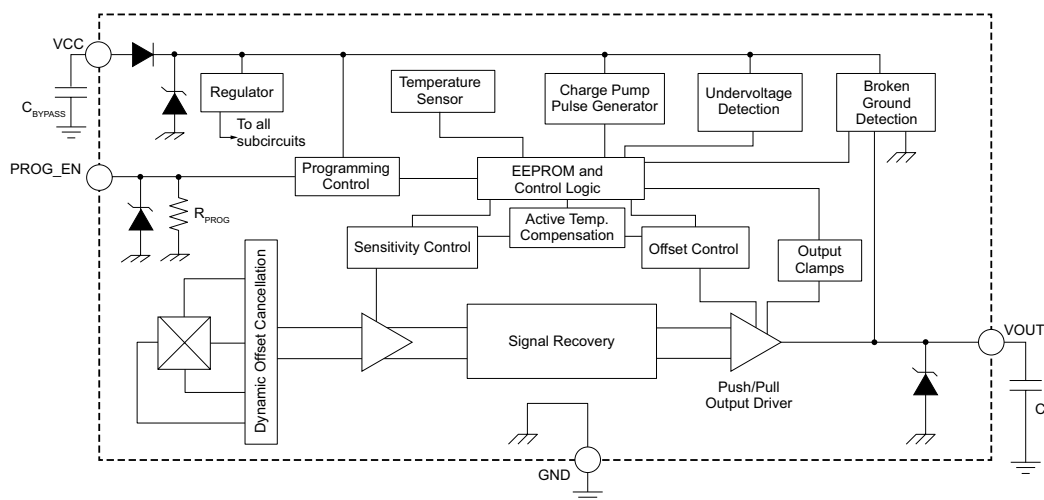 VCC
C BYPASS
Regulator
To all
subcircuits
Temperature
Sensor
Charge Pump
Pulse Generator
Undervoltage
Detection
Broken
Ground
Detection
PROG_EN
R PROG
Programming
Control
EEPROM and
Control Logic
Active Temp.
Compensation
Sensitivity Control
Offset Control
Output
Clamps
Dynamic Offset Cancellation
Signal Recovery
Push/Pull
Output Driver
VOUT
C
GND